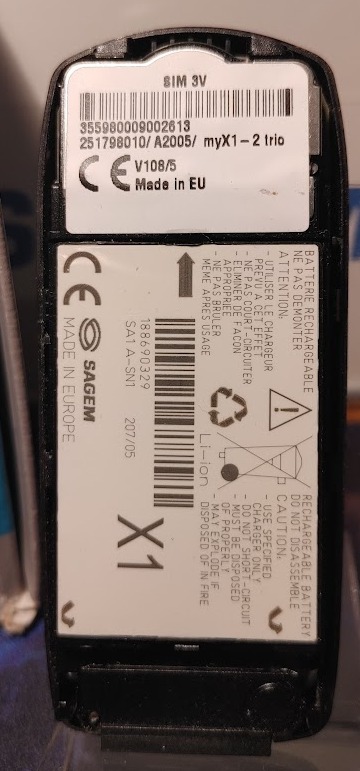 SIM 3V
355980009002613
251798010/ A2005/ myX1-2 trio
CE V108/5
Made in EU
BATTERIE RECHARGEABLE
NE PAS DEMONTER
ATTENTION:
- UTILISER LE CHARGEUR
PREVU A CET EFFET
- NE PAS COURT-CIRCUITER
- ELIMINER DE FACON
APPROPRIEE
- NE PAS BRULER
MEME APRES USAGE
RECHARGEABLE BATTERY
DO NOT DISASSEMBLE
CAUTION:
- USE SPECIFIED
CHARGER ONLY
- DO NOT SHORT-CIRCUIT
- MUST BE DISPOSED
OF PROPERLY
- MAY EXPLODE IF
DISPOSED OF IN FIRE
Li-ion
188690329
SA1 A-SN1 207/05
X1
CE SAGEM
MADE IN EUROPE